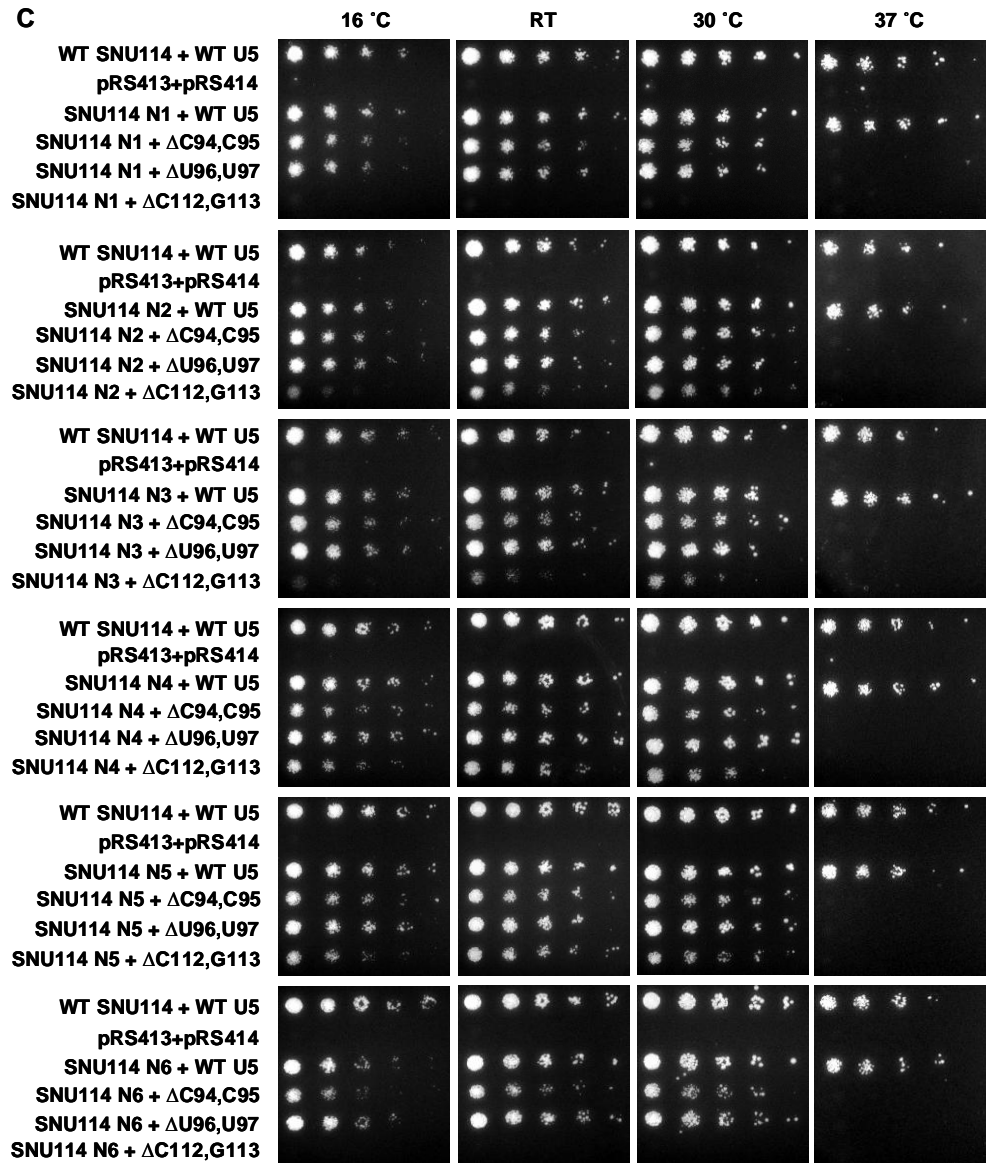 C
16 ˚C RT 30 ˚C 37 ˚C
WT SNU114 + WT U5
pRS413+pRS414
SNU114 N1 + WT U5
SNU114 N1 + ΔC94,C95
SNU114 N1 + ΔU96,U97
SNU114 N1 + ΔC112,G113
WT SNU114 + WT U5
pRS413+pRS414
SNU114 N2 + WT U5
SNU114 N2 + ΔC94,C95
SNU114 N2 + ΔU96,U97
SNU114 N2 + ΔC112,G113
WT SNU114 + WT U5
pRS413+pRS414
SNU114 N3 + WT U5
SNU114 N3 + ΔC94,C95
SNU114 N3 + ΔU96,U97
SNU114 N3 + ΔC112,G113
WT SNU114 + WT U5
pRS413+pRS414
SNU114 N4 + WT U5
SNU114 N4 + ΔC94,C95
SNU114 N4 + ΔU96,U97
SNU114 N4 + ΔC112,G113
WT SNU114 + WT U5
pRS413+pRS414
SNU114 N5 + WT U5
SNU114 N5 + ΔC94,C95
SNU114 N5 + ΔU96,U97
SNU114 N5 + ΔC112,G113
WT SNU114 + WT U5
pRS413+pRS414
SNU114 N6 + WT U5
SNU114 N6 + ΔC94,C95
SNU114 N6 + ΔU96,U97
SNU114 N6 + ΔC112,G113